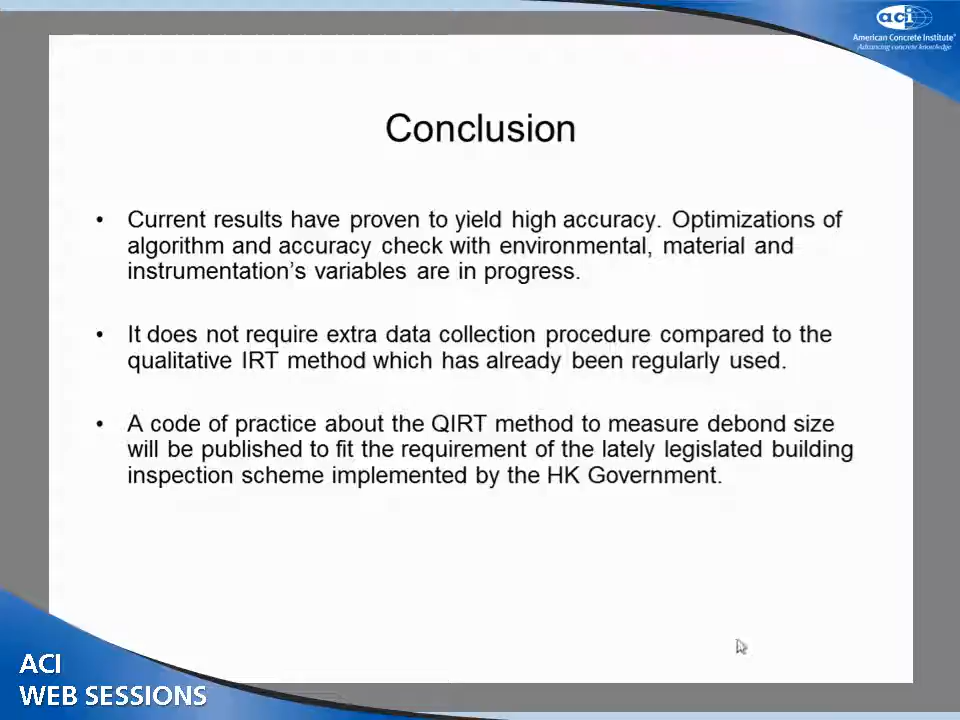 aci
American Concrete Institute®
Advancing concrete knowledge
Conclusion
• Current results have proven to yield high accuracy. Optimizations of
algorithm and accuracy check with environmental, material and
instrumentation's variables are in progress.
• It does not require extra data collection procedure compared to the
qualitative IRT method which has already been regularly used.
• A code of practice about the QIRT method to measure debond size
will be published to fit the requirement of the lately legislated building
inspection scheme implemented by the HK Government.
ACI
WEB SESSIONS